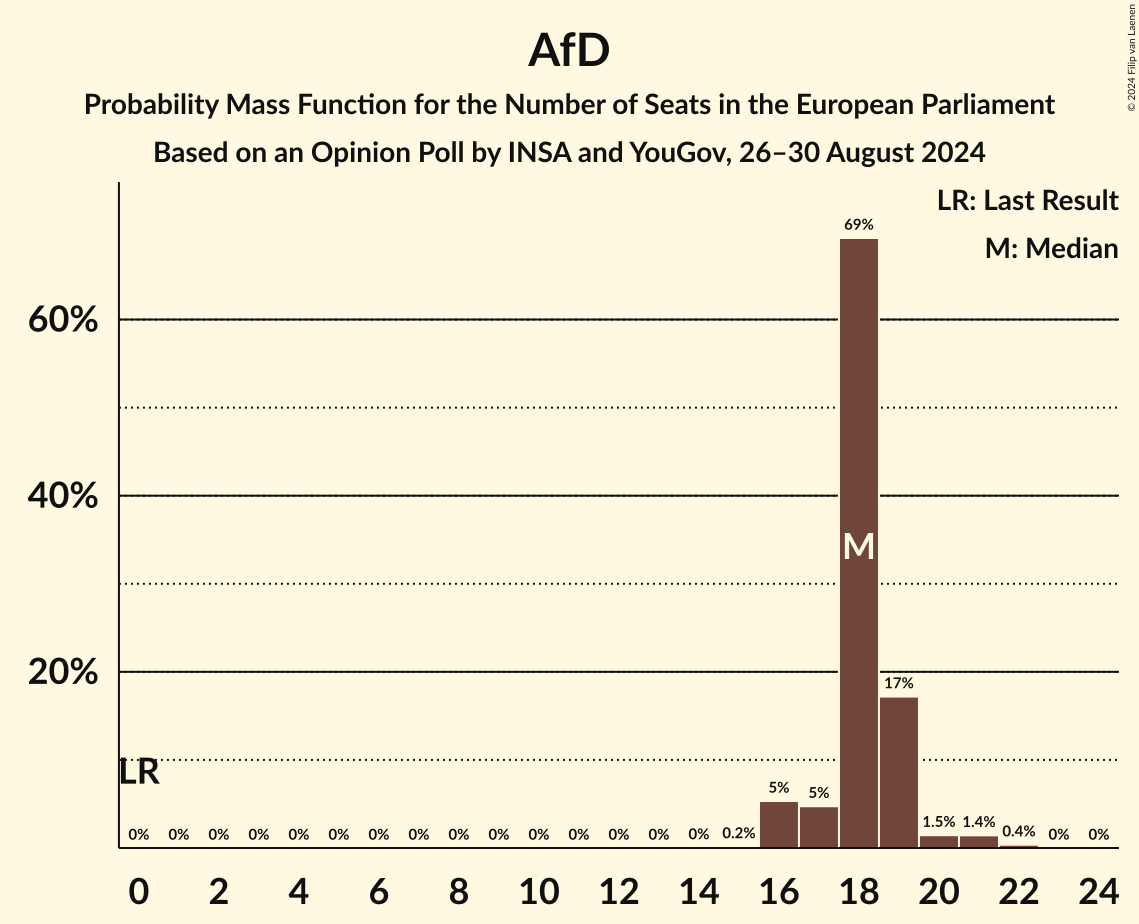 AfD
Probability Mass Function for the Number of Seats in the European Parliament
Based on an Opinion Poll by INSA and YouGov, 26–30 August 2024
© 2024 Filip van Laenen
LR: Last Result
M: Median
69%
60%
40%
M
20%
17%
LR
5%
5%
0% 0% 0% 0% 0% 0% 0% 0% 0% 0% 0% 0% 0% 0% 0% 0.2% 1.5% 1.4% 0.4% 0% 0%
0 2 4 6 8 10 12 14 16 18 20 22 24